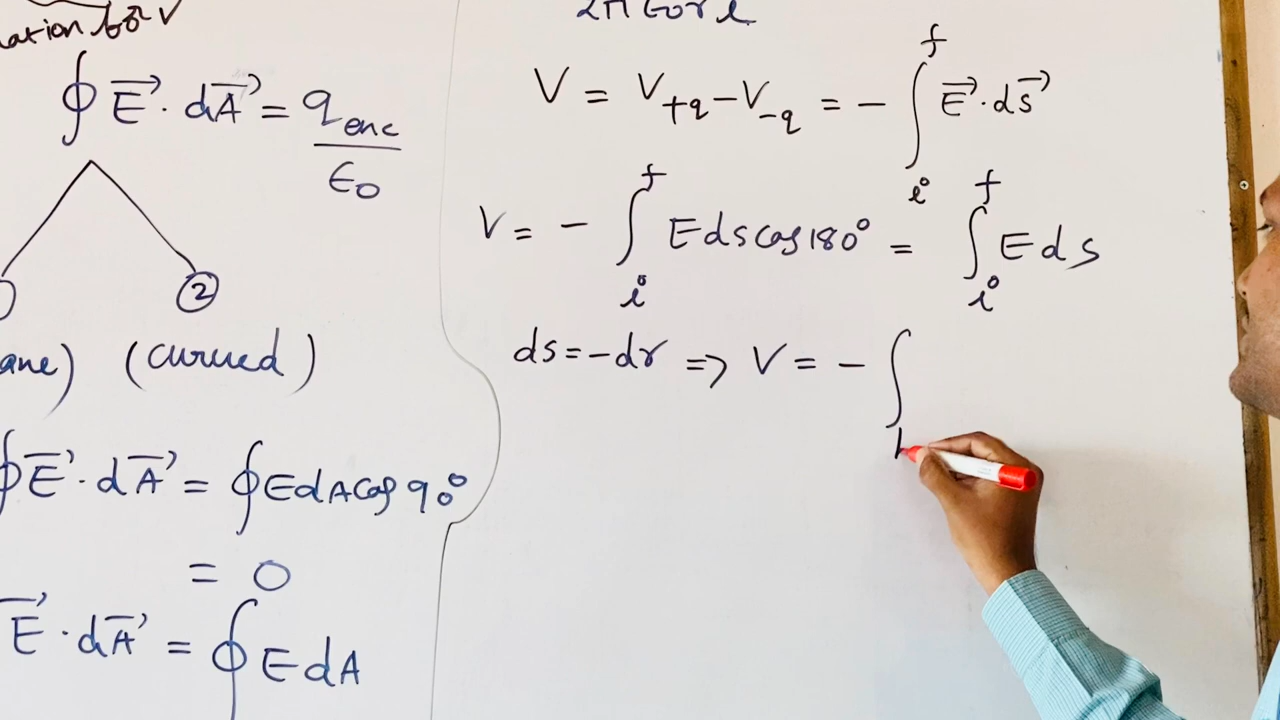 ation for V
∮ E⃗ · dA⃗ = q_enc / ϵ₀
②
ane) (curved)
∮ E⃗ · dA⃗ = ∮ E dA cos 90°
= 0
E⃗ · dA⃗ = ∮ E dA
V = V₊q − V₋q = − ∫ᵢᶠ E⃗ · ds⃗
V = − ∫ᵢᶠ E ds cos 180° = ∫ᵢᶠ E ds
ds = −dr ⇒ V = − ∫